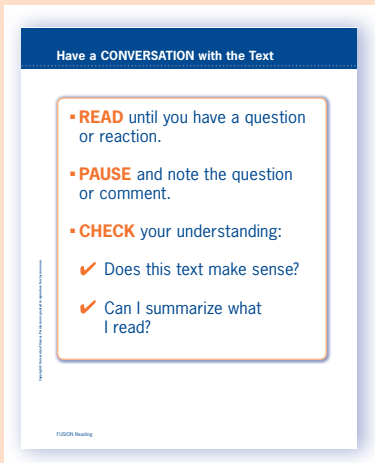 Have a CONVERSATION with the Text
▪ READ until you have a question
or reaction.
▪ PAUSE and note the question
or comment.
▪ CHECK your understanding:
✔ Does this text make sense?
✔ Can I summarize what
I read?
FUSION Reading